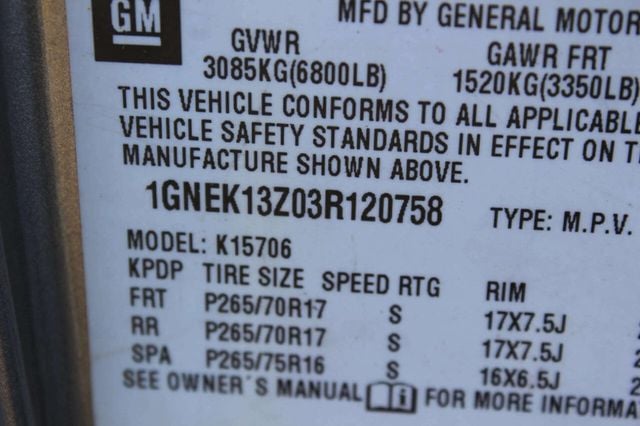 GM
MFD BY GENERAL MOTOR
GVWR GAWR FRT
3085KG(6800LB) 1520KG(3350LB)
THIS VEHICLE CONFORMS TO ALL APPLICABLE
VEHICLE SAFETY STANDARDS IN EFFECT ON T
MANUFACTURE SHOWN ABOVE.
1GNEK13Z03R120758 TYPE: M.P.V.
MODEL: K15706
KPDP TIRE SIZE SPEED RTG RIM
FRT P265/70R17 S 17X7.5J
RR P265/70R17 S 17X7.5J
SPA P265/75R16 S 16X6.5J
SEE OWNER'S MANUAL i FOR MORE INFORMA